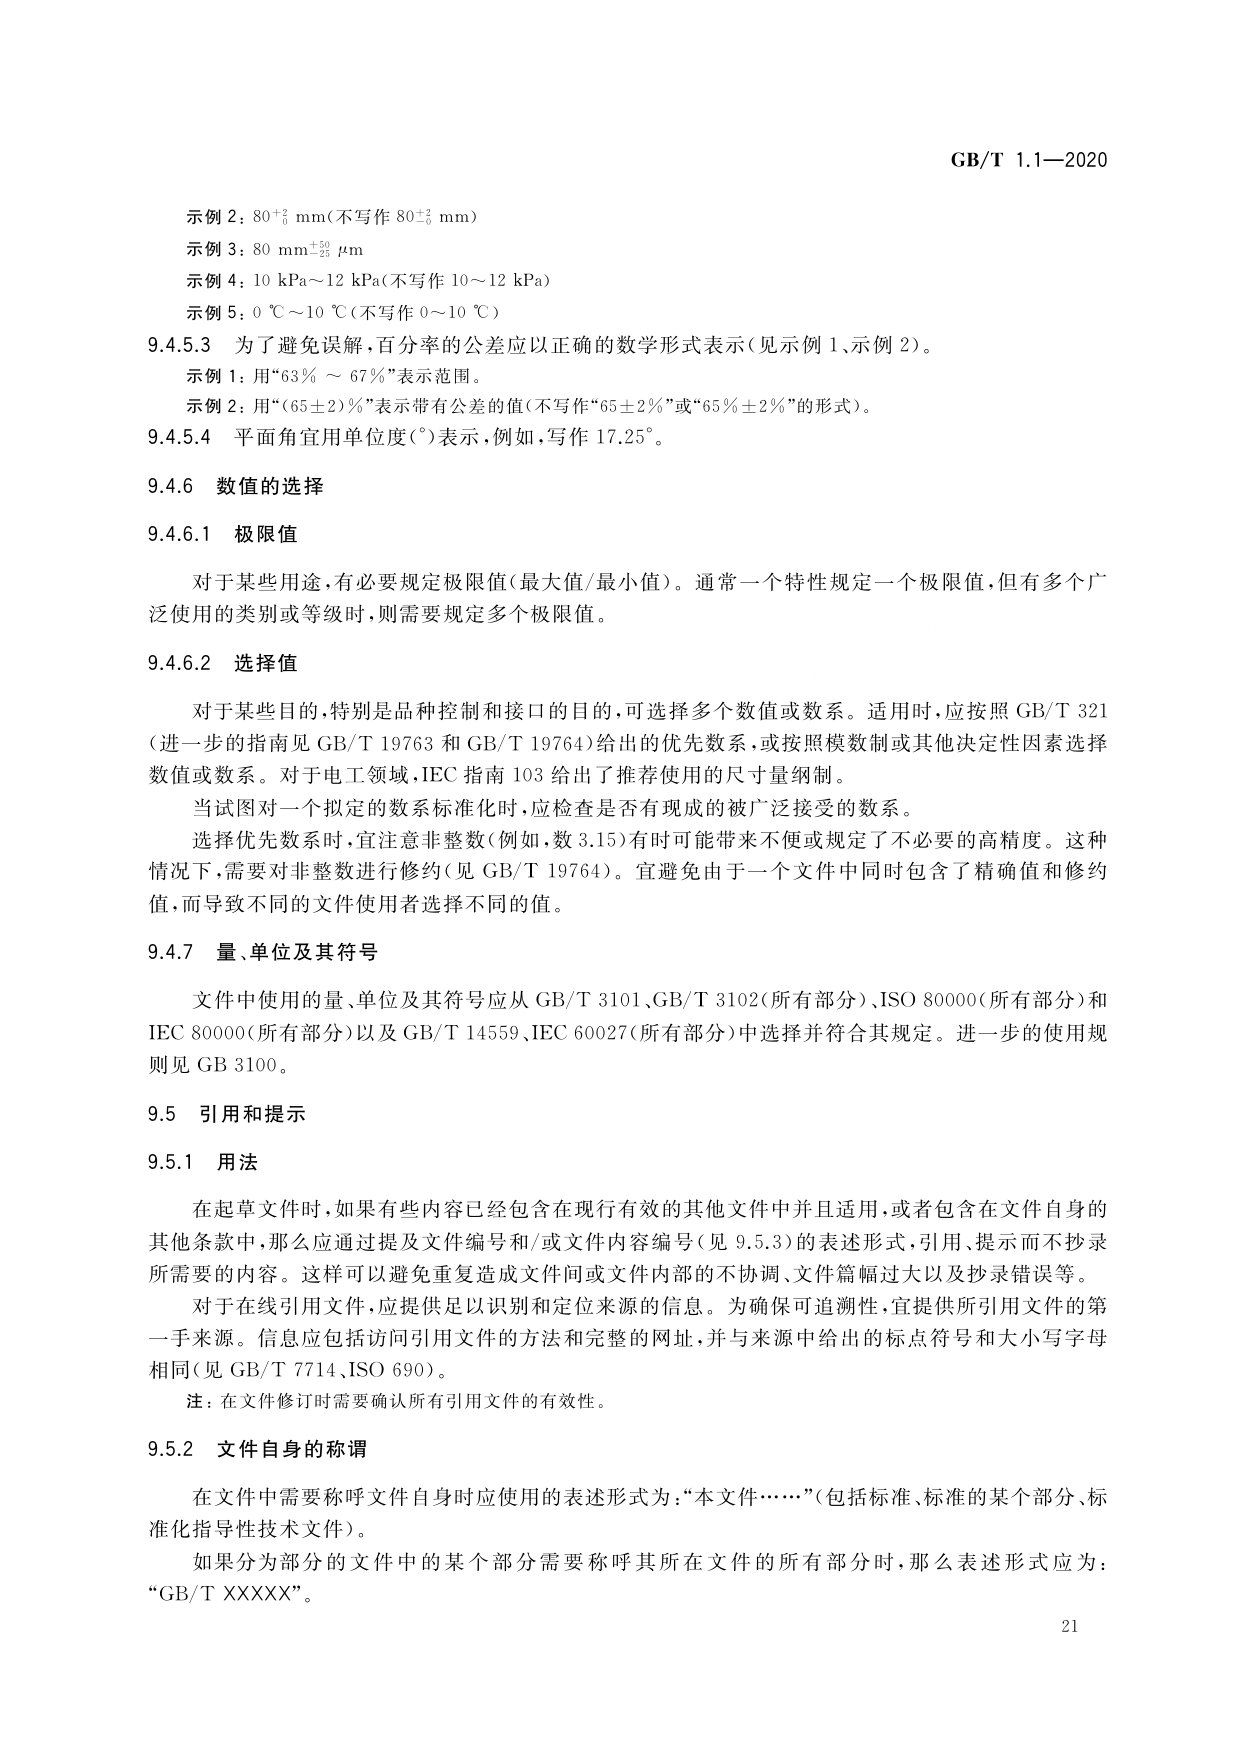 GB/T 1.1—2020
示例 2：80⁺²₀ mm(不写作 80⁺²₋₀ mm)
示例 3：80 mm⁺⁵⁰₋₂₅ μm
示例 4：10 kPa～12 kPa(不写作 10～12 kPa)
示例 5：0 ℃～10 ℃(不写作 0～10 ℃)
9.4.5.3 为了避免误解，百分率的公差应以正确的数学形式表示(见示例 1、示例 2)。
示例 1：用“63% ～ 67%”表示范围。
示例 2：用“(65±2)%”表示带有公差的值(不写作“65±2%”或“65%±2%”的形式)。
9.4.5.4 平面角宜用单位度(°)表示，例如，写作 17.25°。
9.4.6 数值的选择
9.4.6.1 极限值
对于某些用途，有必要规定极限值(最大值/最小值)。通常一个特性规定一个极限值，但有多个广
泛使用的类别或等级时，则需要规定多个极限值。
9.4.6.2 选择值
对于某些目的，特别是品种控制和接口的目的，可选择多个数值或数系。适用时，应按照 GB/T 321
(进一步的指南见 GB/T 19763 和 GB/T 19764)给出的优先数系，或按照模数制或其他决定性因素选择
数值或数系。对于电工领域，IEC 指南 103 给出了推荐使用的尺寸量纲制。
当试图对一个拟定的数系标准化时，应检查是否有现成的被广泛接受的数系。
选择优先数系时，宜注意非整数(例如，数 3.15)有时可能带来不便或规定了不必要的高精度。这种
情况下，需要对非整数进行修约(见 GB/T 19764)。宜避免由于一个文件中同时包含了精确值和修约
值，而导致不同的文件使用者选择不同的值。
9.4.7 量、单位及其符号
文件中使用的量、单位及其符号应从 GB/T 3101、GB/T 3102(所有部分)、ISO 80000(所有部分)和
IEC 80000(所有部分)以及 GB/T 14559、IEC 60027(所有部分)中选择并符合其规定。进一步的使用规
则见 GB 3100。
9.5 引用和提示
9.5.1 用法
在起草文件时，如果有些内容已经包含在现行有效的其他文件中并且适用，或者包含在文件自身的
其他条款中，那么应通过提及文件编号和/或文件内容编号(见 9.5.3)的表述形式，引用、提示而不抄录
所需要的内容。这样可以避免重复造成文件间或文件内部的不协调、文件篇幅过大以及抄录错误等。
对于在线引用文件，应提供足以识别和定位来源的信息。为确保可追溯性，宜提供所引用文件的第
一手来源。信息应包括访问引用文件的方法和完整的网址，并与来源中给出的标点符号和大小写字母
相同(见 GB/T 7714、ISO 690)。
注：在文件修订时需要确认所有引用文件的有效性。
9.5.2 文件自身的称谓
在文件中需要称呼文件自身时应使用的表述形式为：“本文件……”(包括标准、标准的某个部分、标
准化指导性技术文件)。
如果分为部分的文件中的某个部分需要称呼其所在文件的所有部分时，那么表述形式应为：
“GB/T XXXXX”。
21